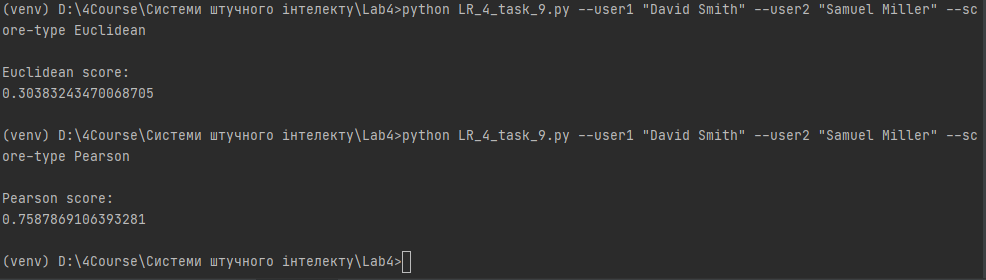 (venv) D:\4Course\Системи штучного інтелекту\Lab4>python LR_4_task_9.py --user1 "David Smith" --user2 "Samuel Miller" --sc
ore-type Euclidean
Euclidean score:
0.30383243470068705
(venv) D:\4Course\Системи штучного інтелекту\Lab4>python LR_4_task_9.py --user1 "David Smith" --user2 "Samuel Miller" --sc
ore-type Pearson
Pearson score:
0.7587869106393281
(venv) D:\4Course\Системи штучного інтелекту\Lab4>